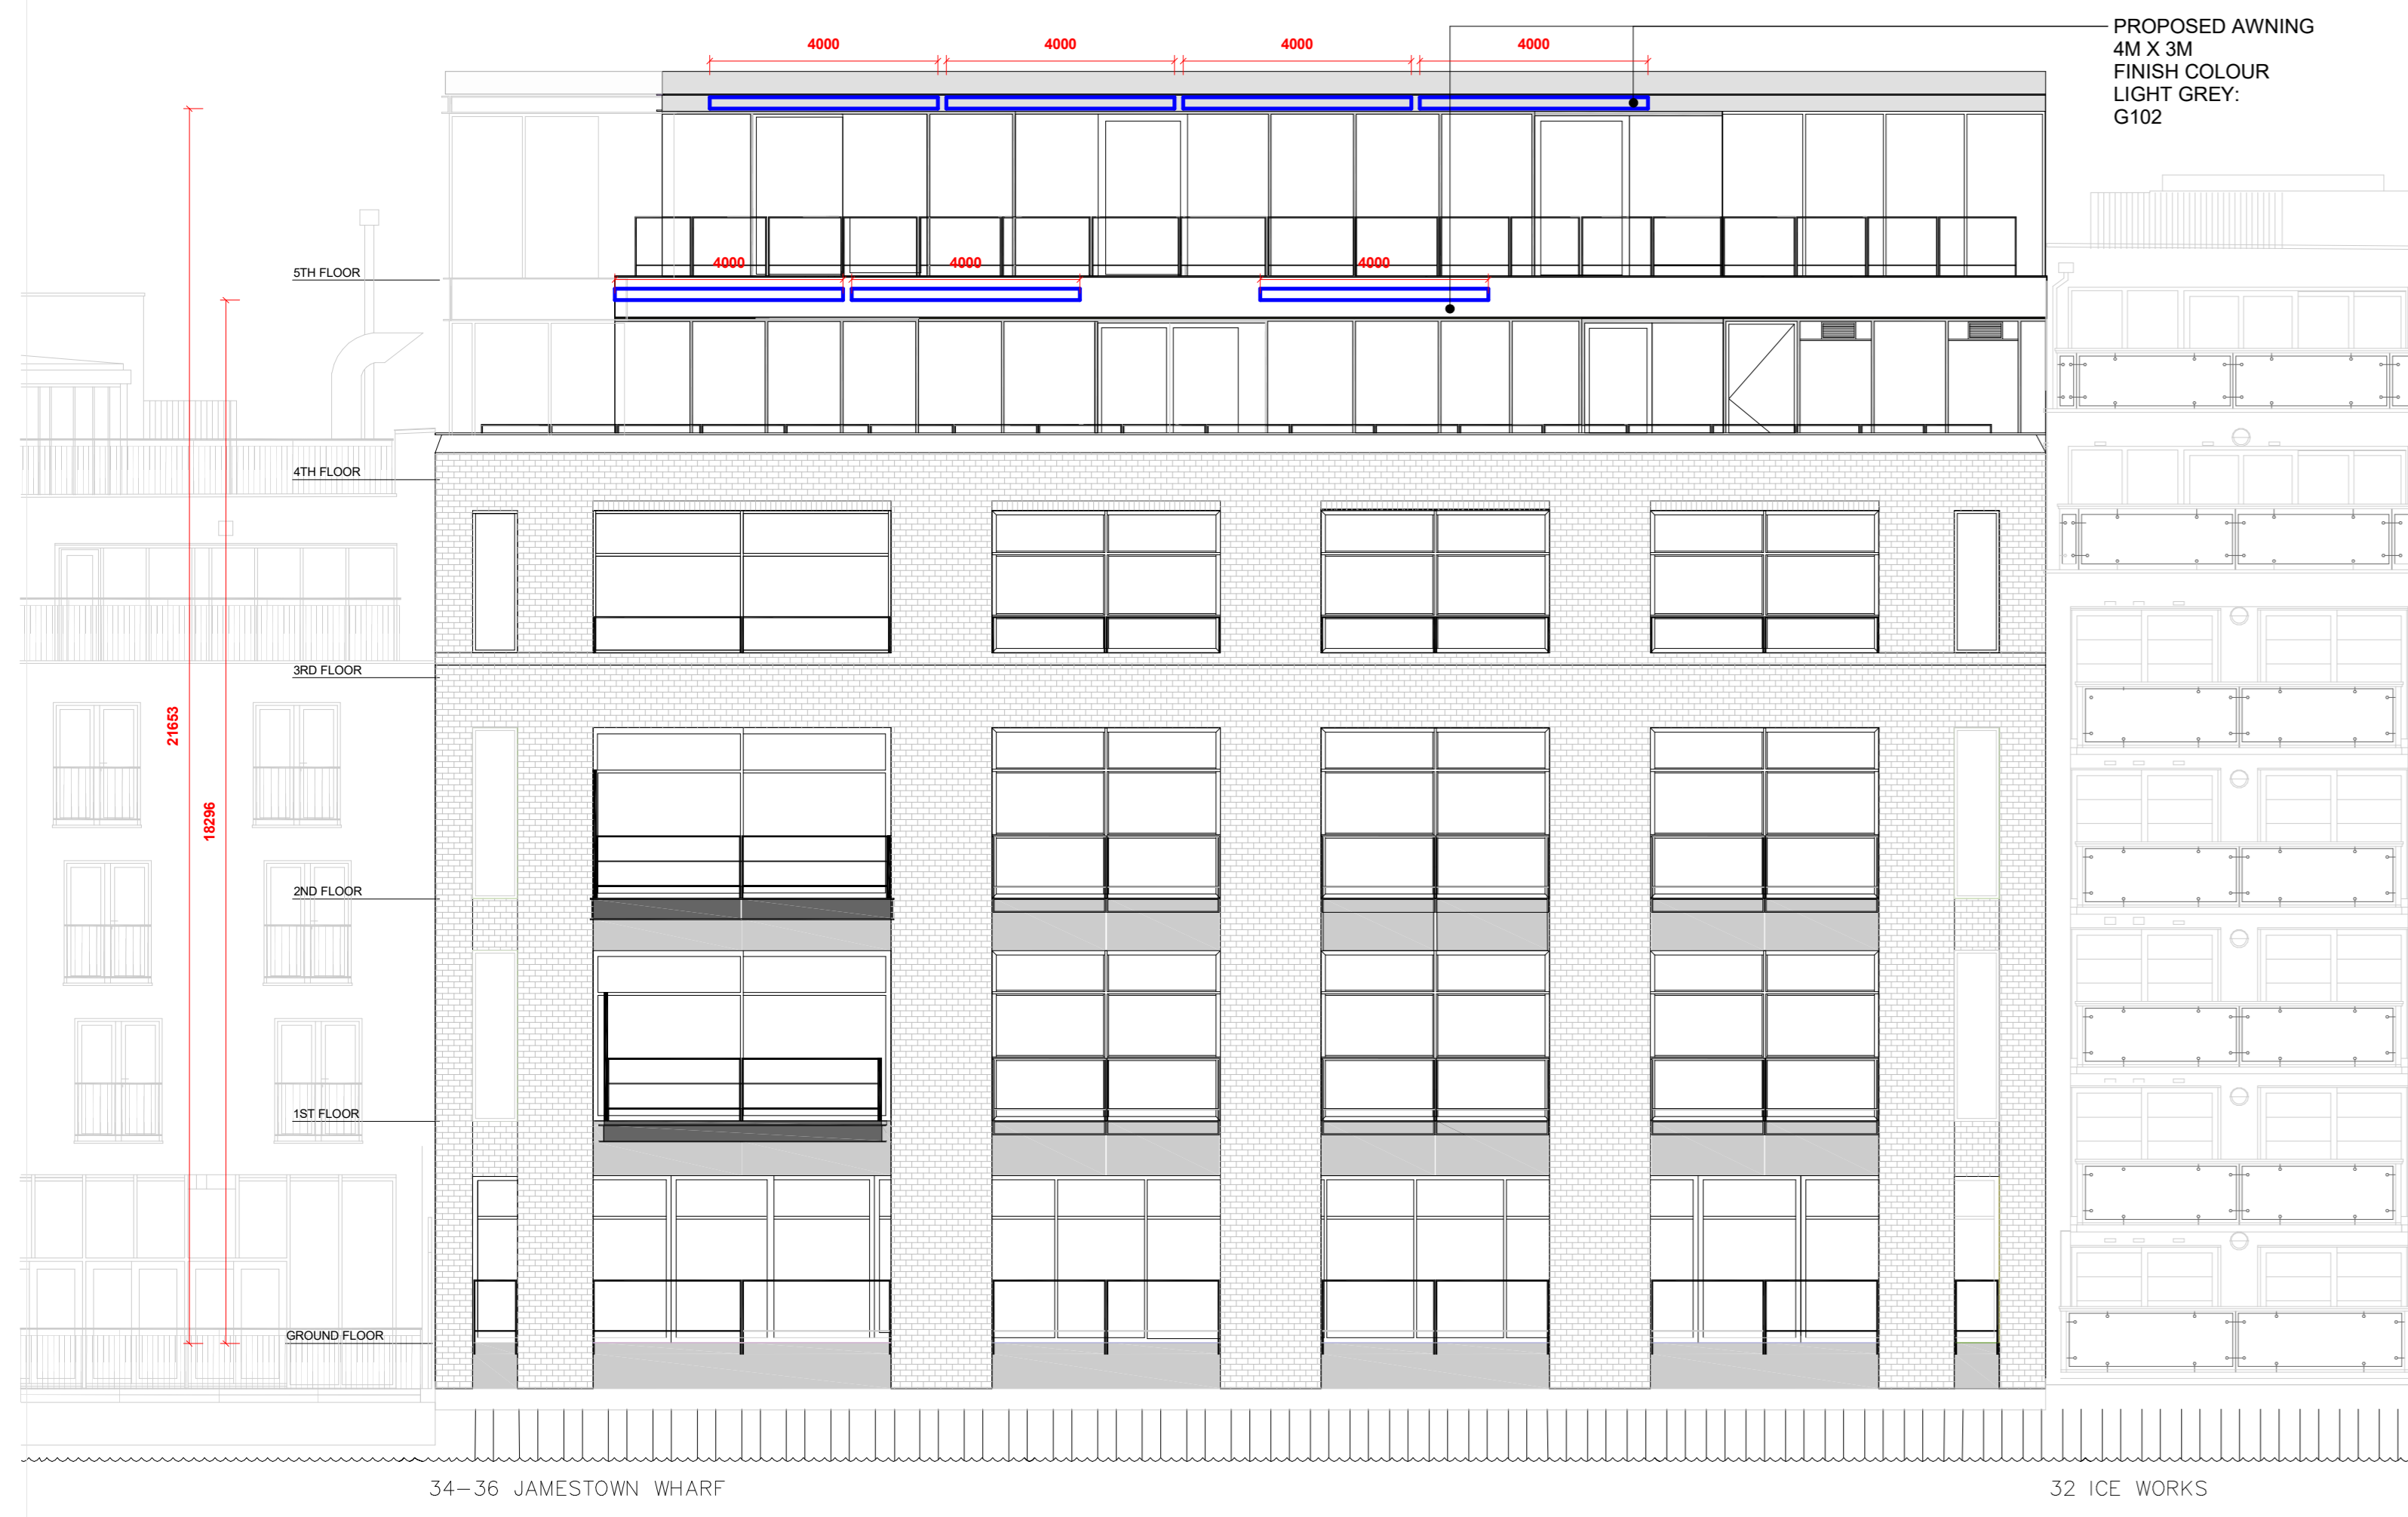 PROPOSED AWNING
4M X 3M
FINISH COLOUR
LIGHT GREY:
G102
4000
4000
4000
4000
5TH FLOOR
4000
4000
4000
4TH FLOOR
3RD FLOOR
21653
18296
2ND FLOOR
1ST FLOOR
GROUND FLOOR
34-36 JAMESTOWN WHARF
32 ICE WORKS